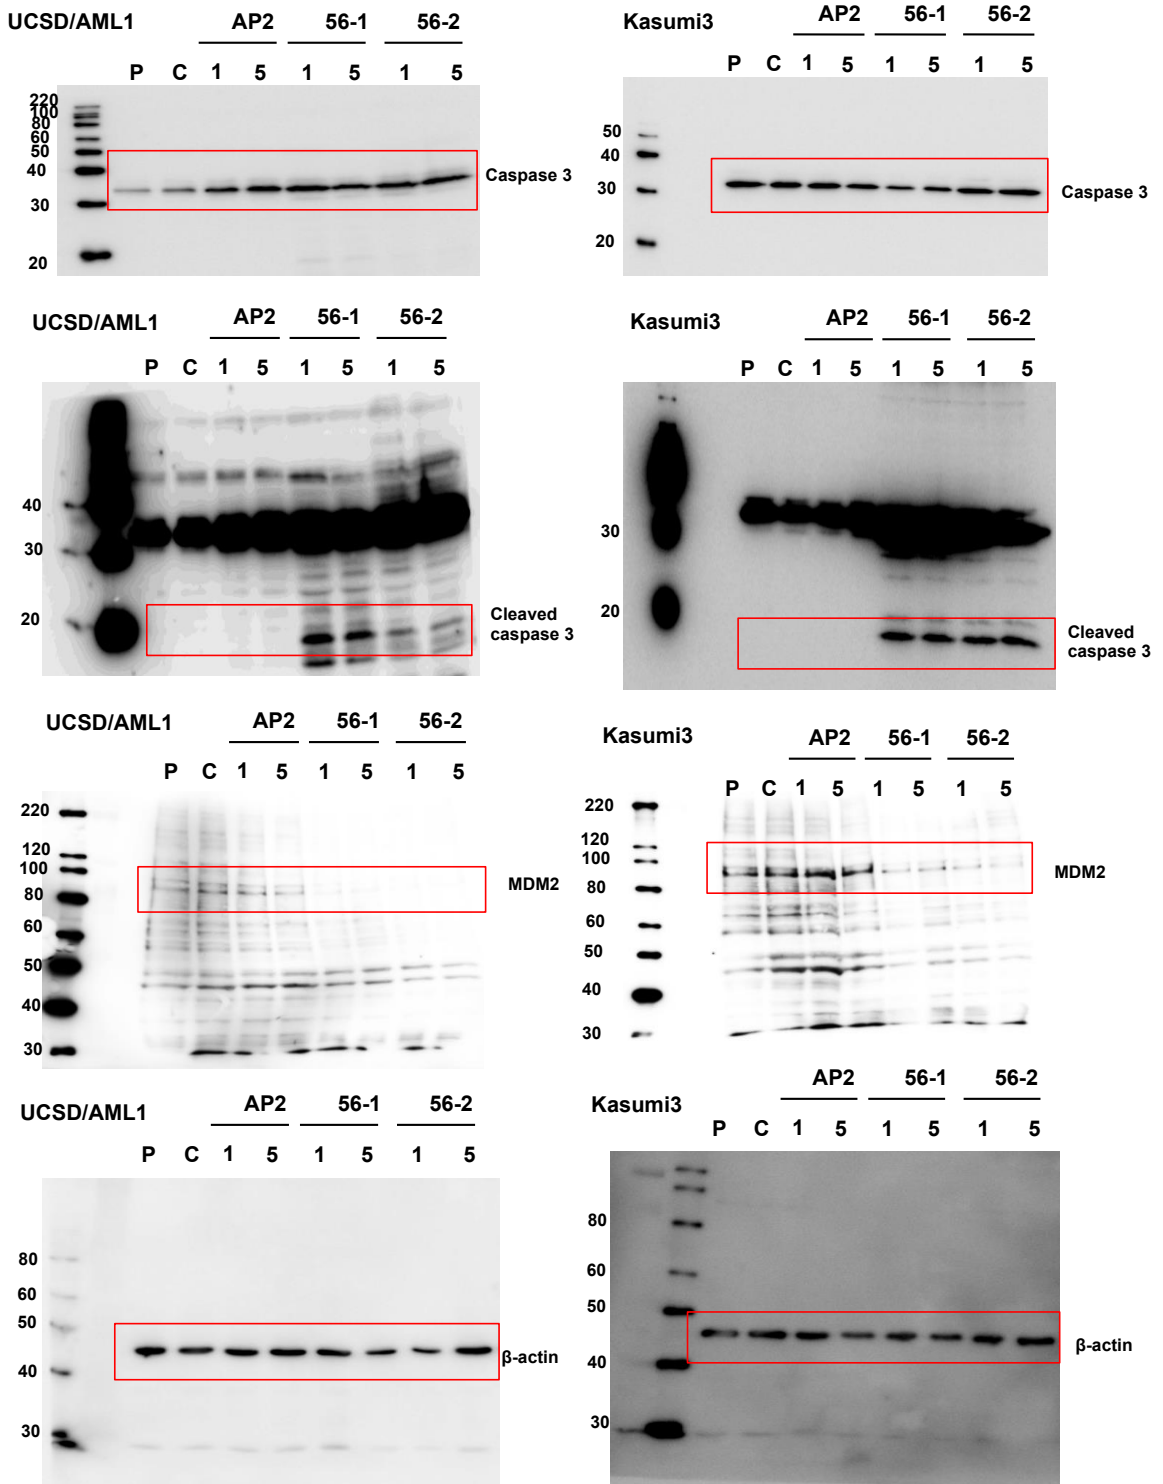 UCSD/AML1 AP2 56-1 56-2
P C 1 5 1 5 1 5
220
100
80
60
50
40
30
20
Caspase 3
Kasumi3 AP2 56-1 56-2
P C 1 5 1 5 1 5
50
40
30
20
Caspase 3
UCSD/AML1 AP2 56-1 56-2
P C 1 5 1 5 1 5
40
30
20
Cleaved
caspase 3
Kasumi3 AP2 56-1 56-2
P C 1 5 1 5 1 5
30
20
Cleaved
caspase 3
UCSD/AML1 AP2 56-1 56-2
P C 1 5 1 5 1 5
220
120
100
80
60
50
40
30
MDM2
Kasumi3 AP2 56-1 56-2
P C 1 5 1 5 1 5
220
120
100
80
60
50
40
30
MDM2
UCSD/AML1 AP2 56-1 56-2
P C 1 5 1 5 1 5
80
60
50
40
30
β-actin
Kasumi3 AP2 56-1 56-2
P C 1 5 1 5 1 5
80
60
50
40
30
β-actin